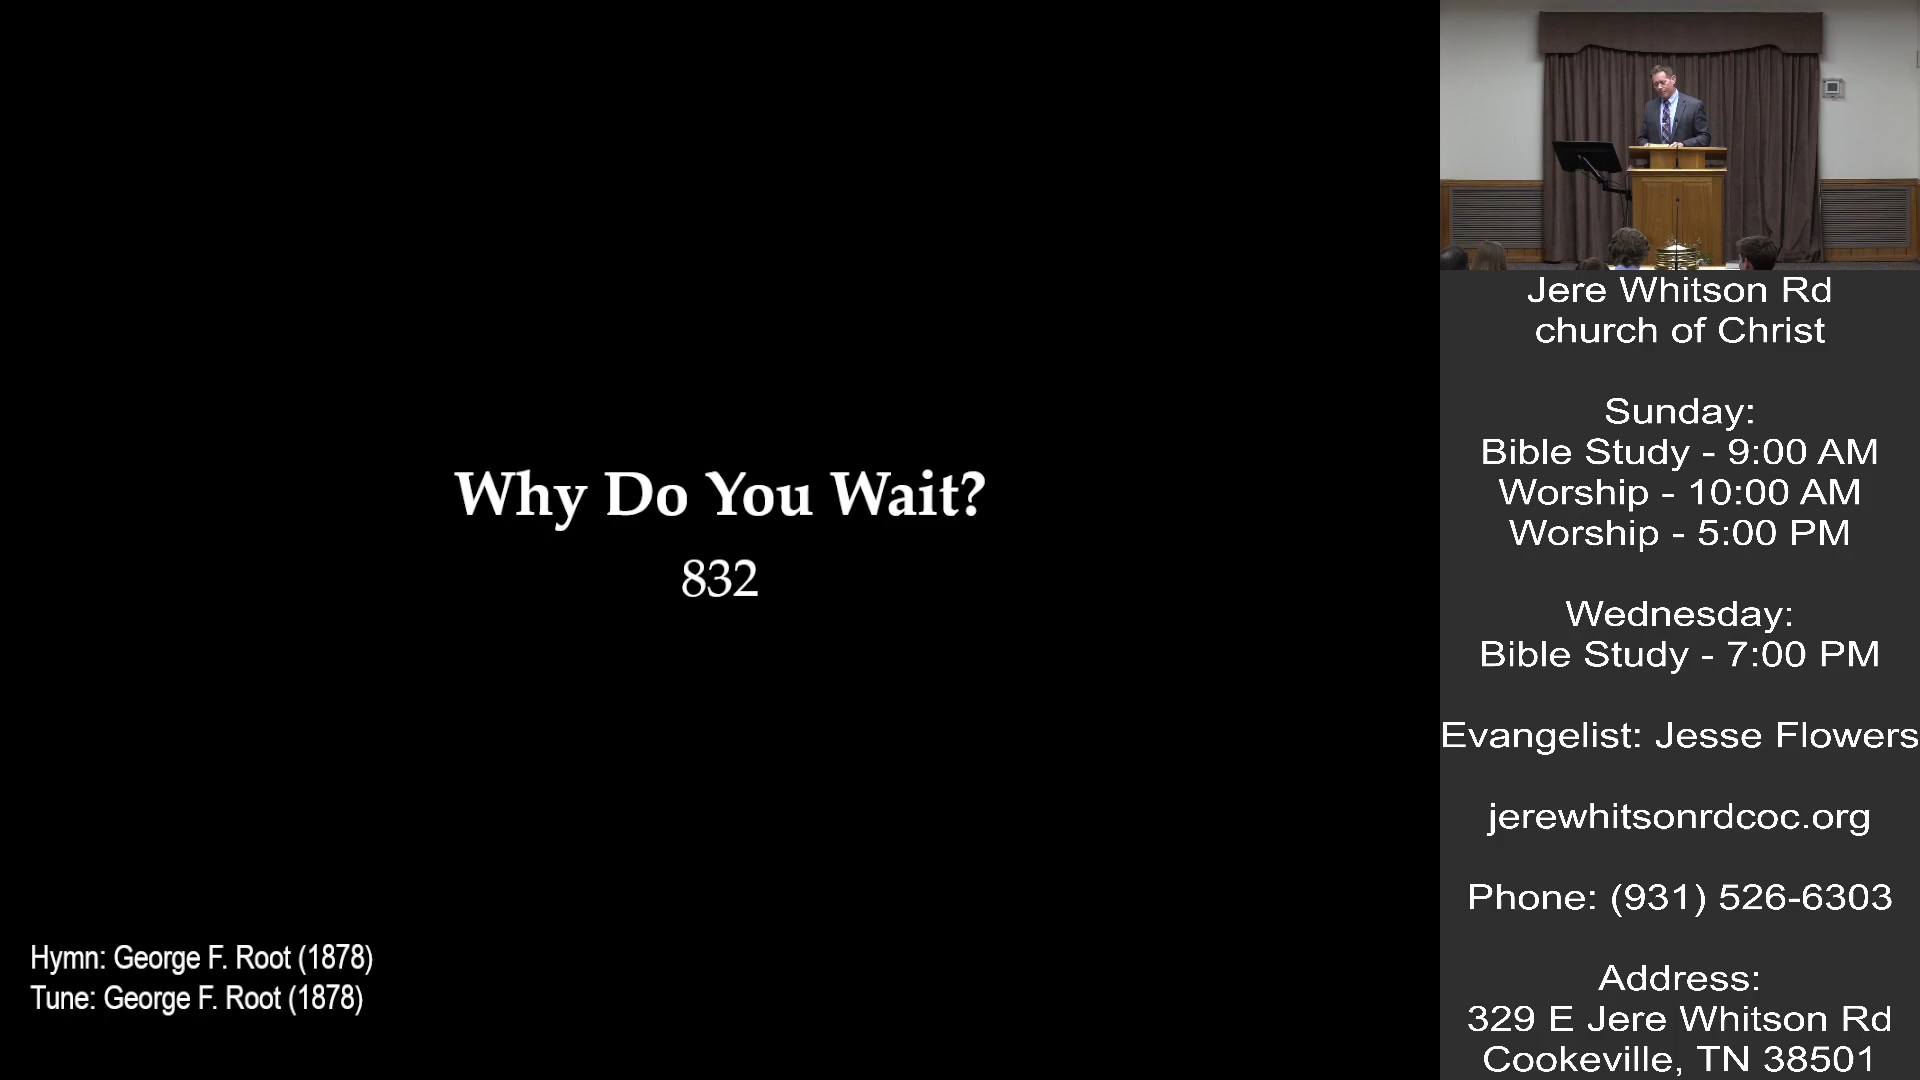 Why Do You Wait?
832
Hymn: George F. Root (1878)
Tune: George F. Root (1878)
Jere Whitson Rd
church of Christ
Sunday:
Bible Study - 9:00 AM
Worship - 10:00 AM
Worship - 5:00 PM
Wednesday:
Bible Study - 7:00 PM
Evangelist: Jesse Flowers
jerewhitsonrdcoc.org
Phone: (931) 526-6303
Address:
329 E Jere Whitson Rd
Cookeville, TN 38501